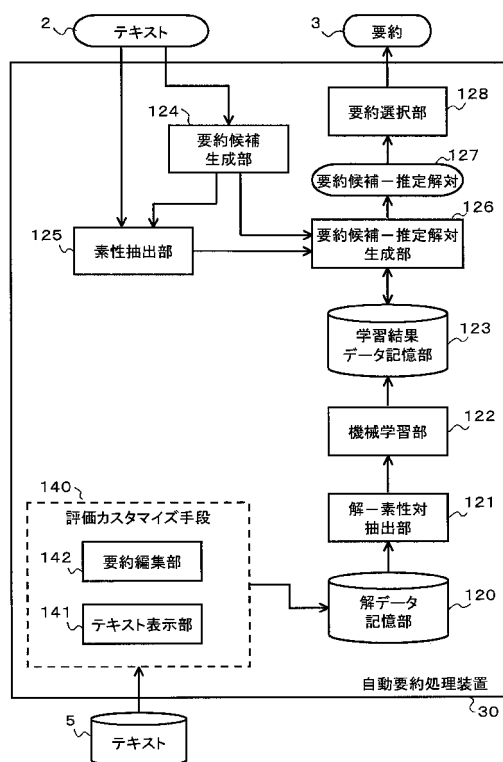 2
テキスト
3
要約
124
要約候補
生成部
要約選択部
128
127
要約候補－推定解対
125
素性抽出部
126
要約候補－推定解対
生成部
学習結果
データ記憶部
123
機械学習部
122
140
評価カスタマイズ手段
142
要約編集部
141
テキスト表示部
解－素性対
抽出部
121
解データ
記憶部
120
自動要約処理装置
30
5
テキスト